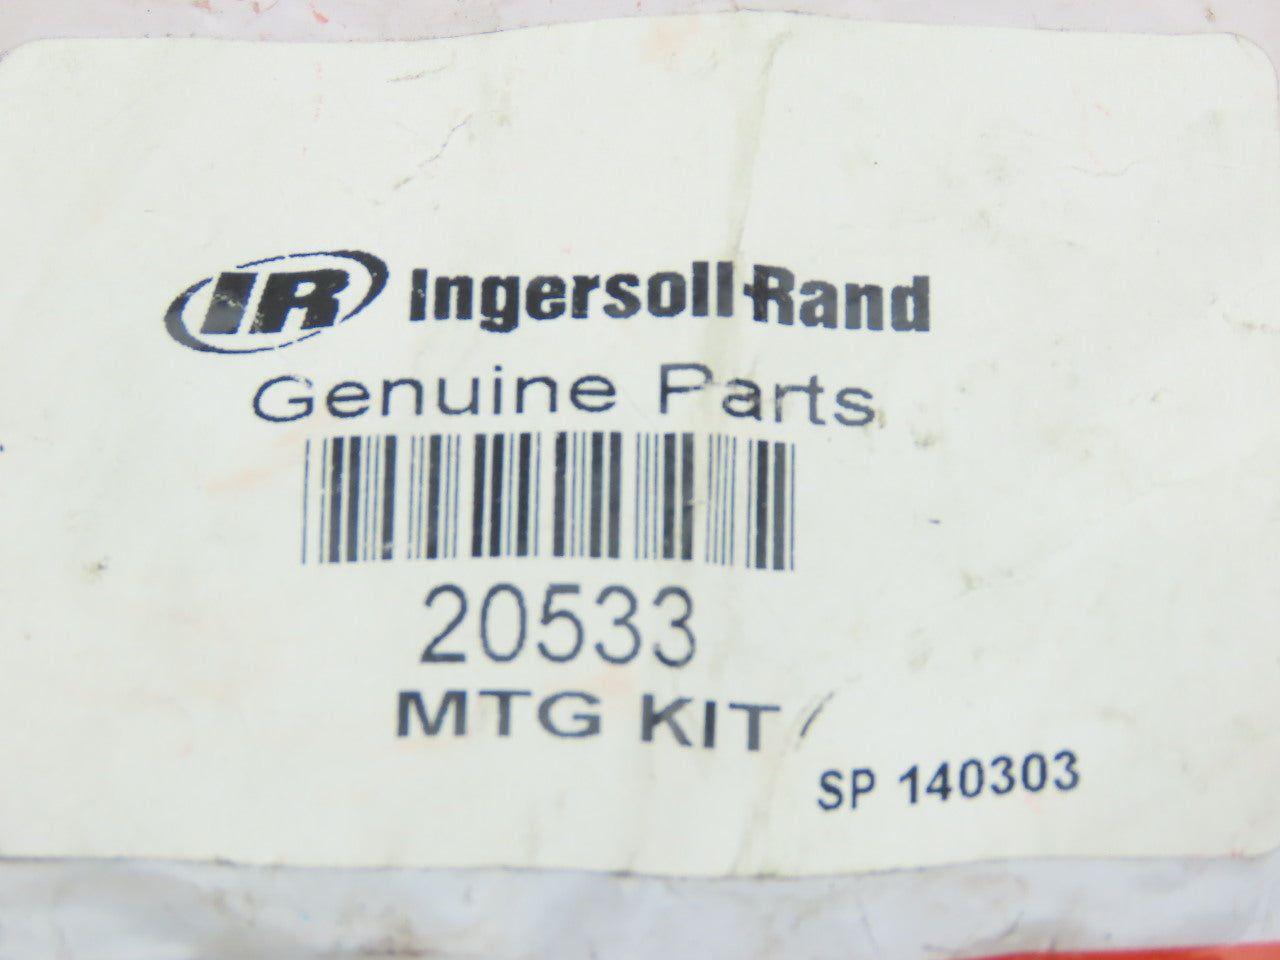 IR Ingersoll-Rand
Genuine Parts
20533
MTG KIT
SP 140303